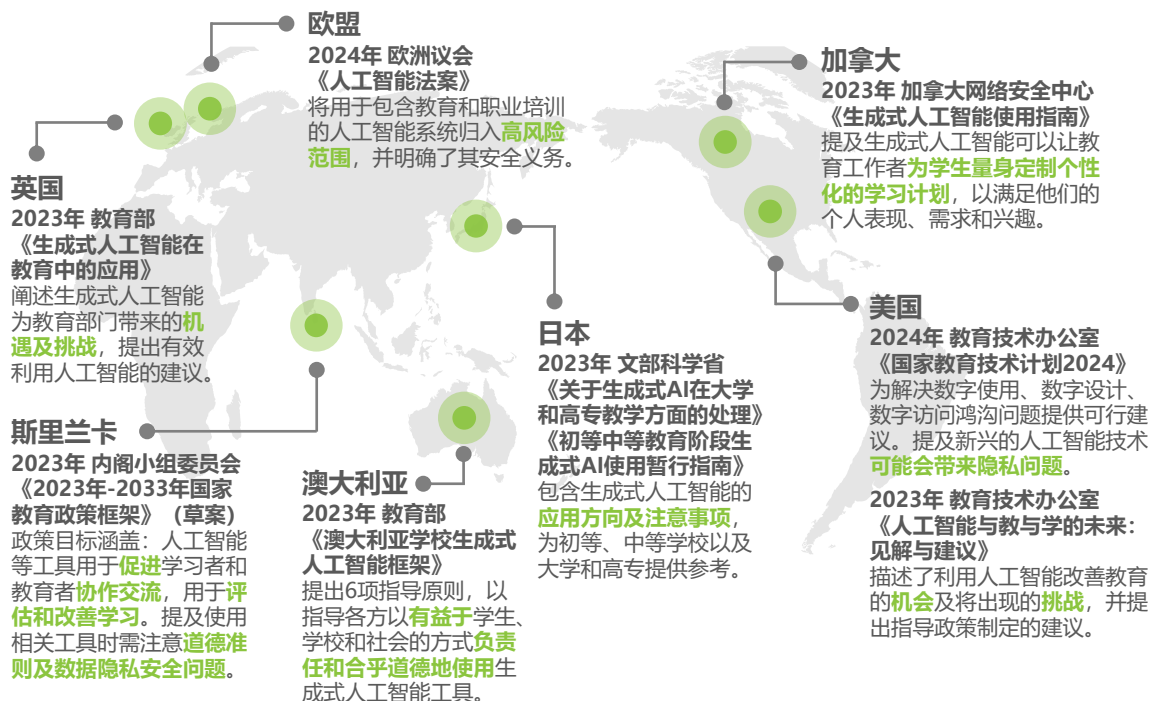 欧盟
2024年 欧洲议会
《人工智能法案》
将用于包含教育和职业培训
的人工智能系统归入高风险
范围，并明确了其安全义务。
加拿大
2023年 加拿大网络安全中心
《生成式人工智能使用指南》
提及生成式人工智能可以让教
育工作者为学生量身定制个性
化的学习计划，以满足他们的
个人表现、需求和兴趣。
英国
2023年 教育部
《生成式人工智能在
教育中的应用》
阐述生成式人工智能
为教育部门带来的机
遇及挑战，提出有效
利用人工智能的建议。
日本
2023年 文部科学省
《关于生成式AI在大学
和高专教学方面的处理》
《初等中等教育阶段生
成式AI使用暂行指南》
包含生成式人工智能的
应用方向及注意事项，
为初等、中等学校以及
大学和高专提供参考。
美国
2024年 教育技术办公室
《国家教育技术计划2024》
为解决数字使用、数字设计、
数字访问鸿沟问题提供可行建
议。提及新兴的人工智能技术
可能会带来隐私问题。
2023年 教育技术办公室
《人工智能与教与学的未来：
见解与建议》
描述了利用人工智能改善教育
的机会及将出现的挑战，并提
出指导政策制定的建议。
斯里兰卡
2023年 内阁小组委员会
《2023年-2033年国家
教育政策框架》（草案）
政策目标涵盖：人工智能
等工具用于促进学习者和
教育者协作交流，用于评
估和改善学习。提及使用
相关工具时需注意道德准
则及数据隐私安全问题。
澳大利亚
2023年 教育部
《澳大利亚学校生成式
人工智能框架》
提出6项指导原则，以
指导各方以有益于学生、
学校和社会的方式负责
任和合乎道德地使用生
成式人工智能工具。